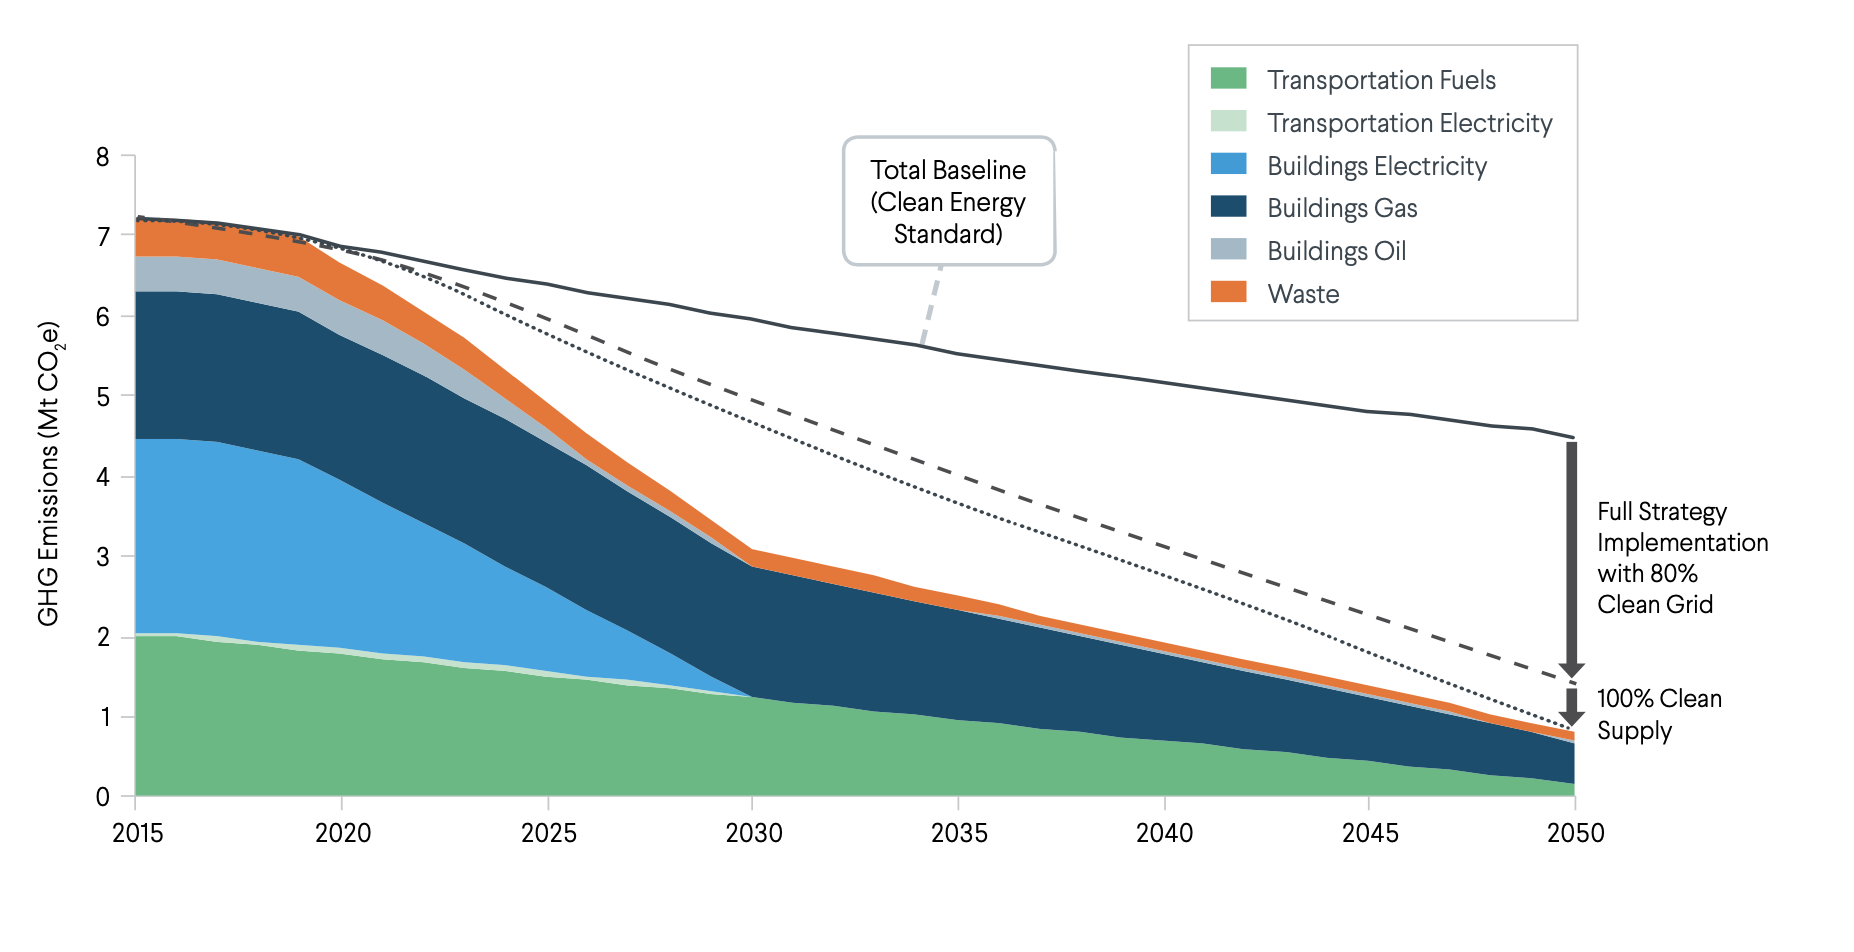 Transportation Fuels
Transportation Electricity
Buildings Electricity
Buildings Gas
Buildings Oil
Waste
Total Baseline
(Clean Energy
Standard)
GHG Emissions (Mt CO₂e)
8
7
6
5
4
3
2
1
0
2015 2020 2025 2030 2035 2040 2045 2050
Full Strategy
Implementation
with 80%
Clean Grid
100% Clean
Supply